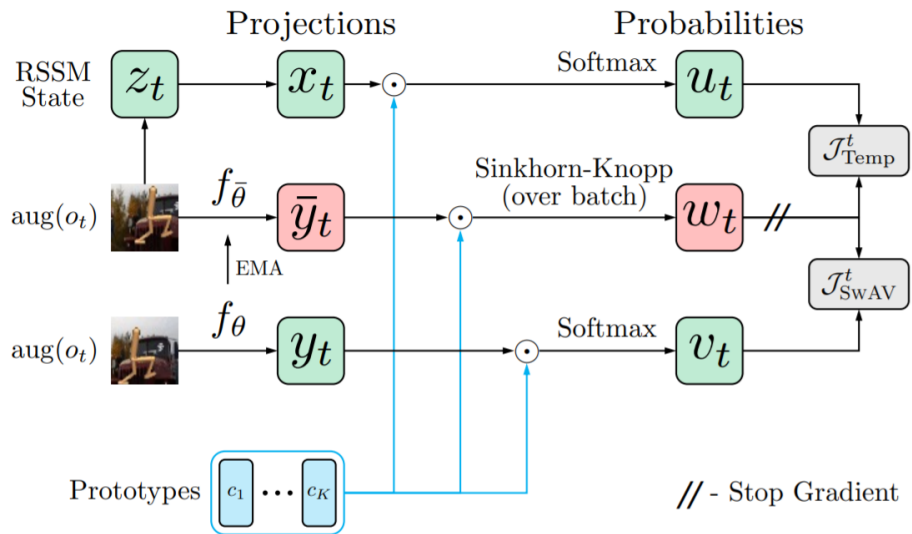 Projections Probabilities
RSSM State
z_t
x_t
⊙
Softmax
u_t
𝒥^t_Temp
aug(o_t)
f_θ̄
EMA
ȳ_t
⊙
Sinkhorn-Knopp
(over batch)
w_t
//
𝒥^t_SwAV
aug(o_t)
f_θ
y_t
⊙
Softmax
v_t
Prototypes
c_1 ··· c_K
// - Stop Gradient